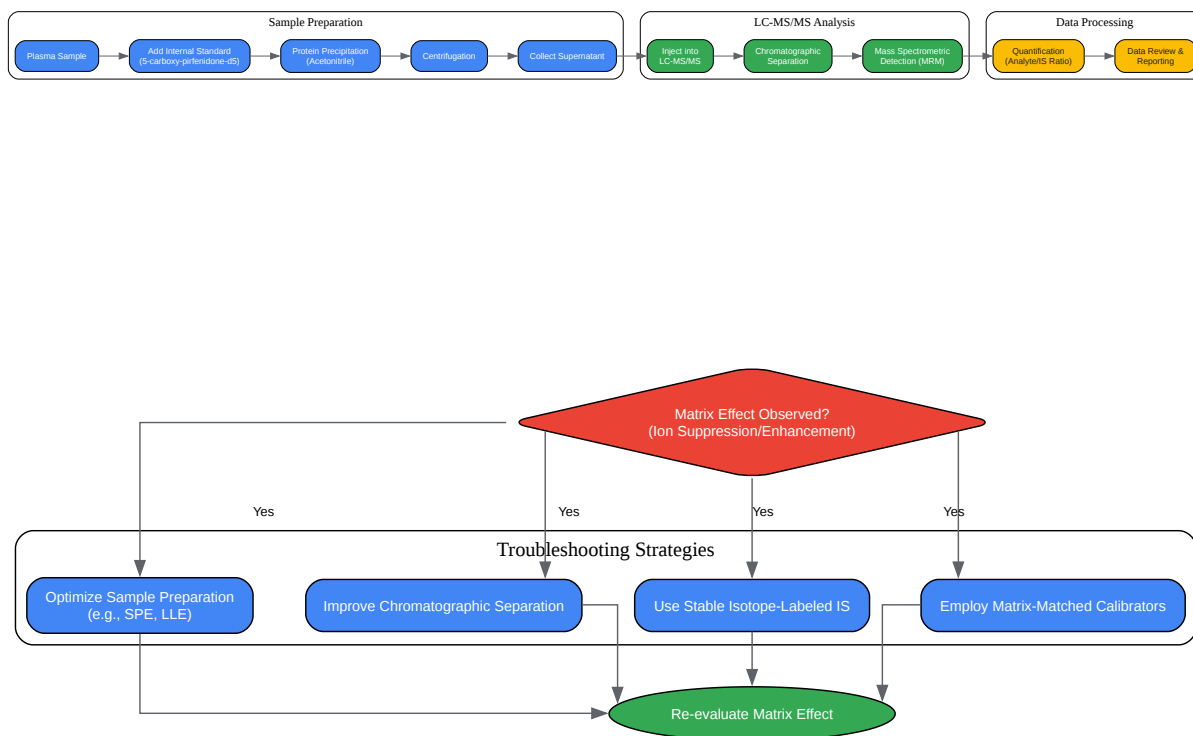 Sample Preparation
LC-MS/MS Analysis
Data Processing
Plasma Sample
Add Internal Standard
(5-carboxy-pirfenidone-d5)
Protein Precipitation
(Acetonitrile)
Centrifugation
Collect Supernatant
Inject into
LC-MS/MS
Chromatographic
Separation
Mass Spectrometric
Detection (MRM)
Quantification
(Analyte/IS Ratio)
Data Review &
Reporting
Matrix Effect Observed?
(Ion Suppression/Enhancement)
Yes
Yes
Yes
Yes
Troubleshooting Strategies
Optimize Sample Preparation
(e.g., SPE, LLE)
Improve Chromatographic Separation
Use Stable Isotope-Labeled IS
Employ Matrix-Matched Calibrators
Re-evaluate Matrix Effect